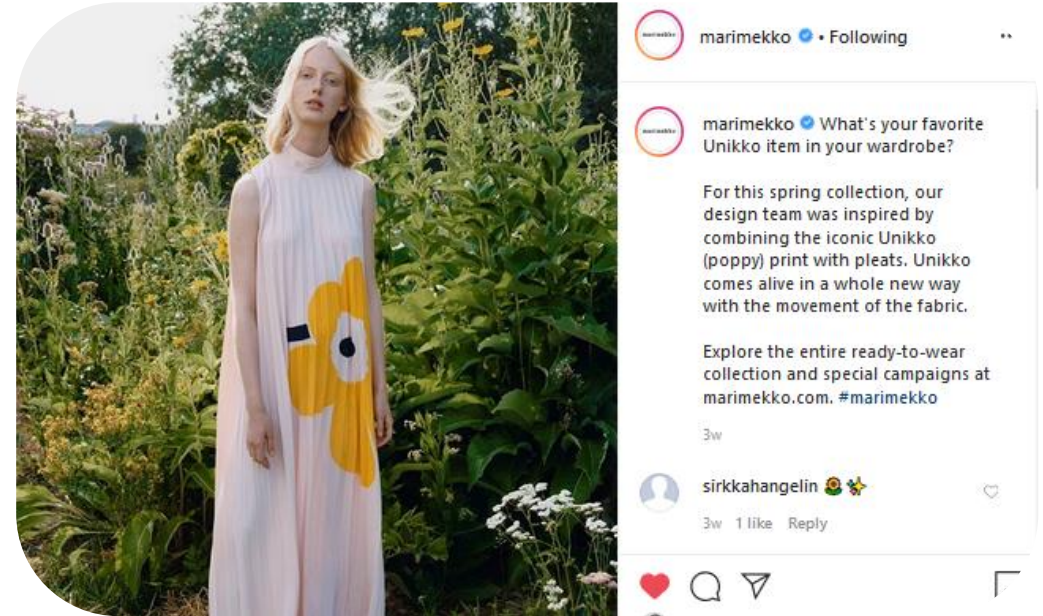 marimekko • Following
marimekko What's your favorite
Unikko item in your wardrobe?
For this spring collection, our
design team was inspired by
combining the iconic Unikko
(poppy) print with pleats. Unikko
comes alive in a whole new way
with the movement of the fabric.
Explore the entire ready-to-wear
collection and special campaigns at
marimekko.com. #marimekko
3w
sirkkahangelin 🌻✨
3w 1 like Reply